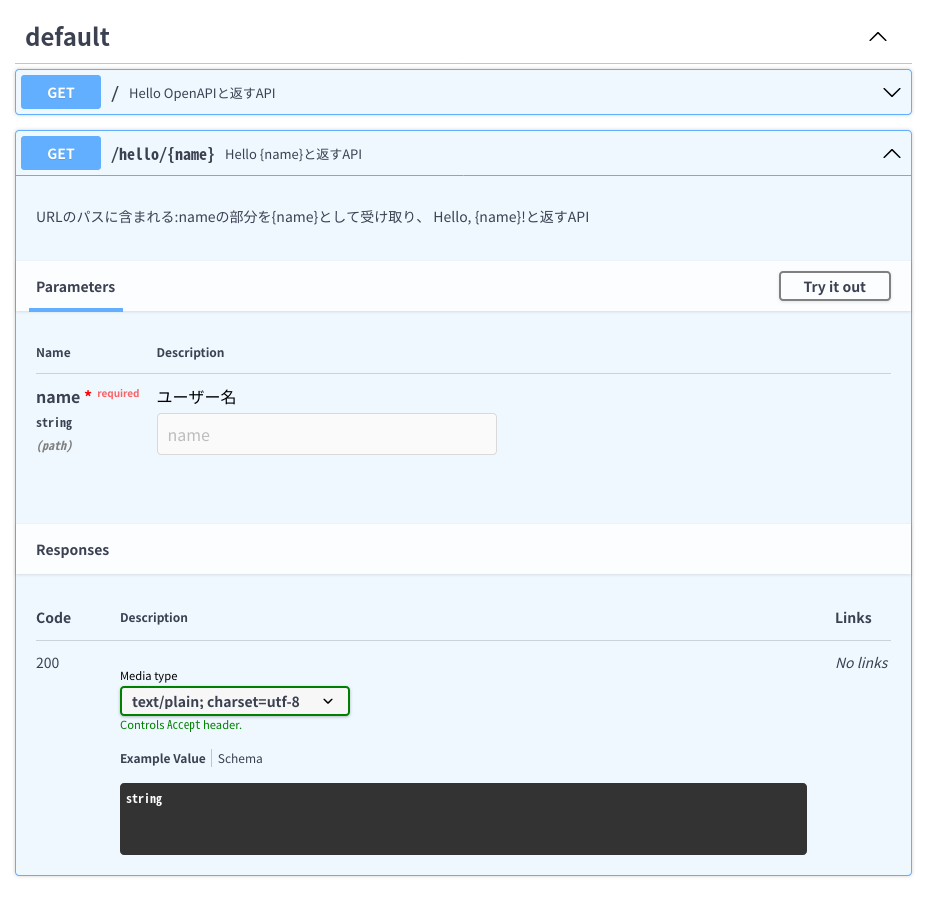 default
GET / Hello OpenAPIと返すAPI
GET /hello/{name} Hello {name}と返すAPI
URLのパスに含まれる:nameの部分を{name}として受け取り、 Hello, {name}!と返すAPI
Parameters Try it out
Name Description
name * required ユーザー名
string
(path)
name
Responses
Code Description Links
200 No links
Media type
text/plain; charset=utf-8
Controls Accept header.
Example Value Schema
string